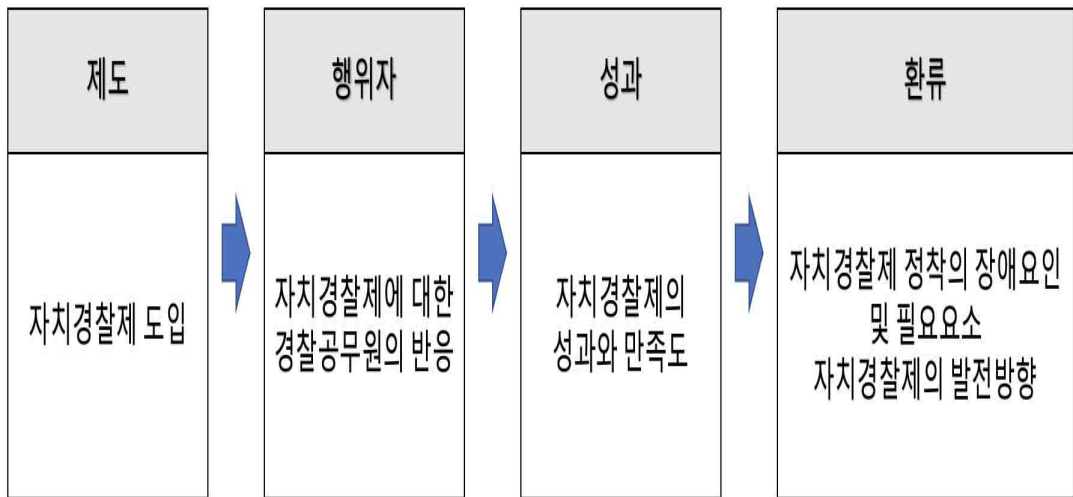 제도
행위자
성과
환류
자치경찰제 도입
자치경찰제에 대한
경찰공무원의 반응
자치경찰제의
성과와 만족도
자치경찰제 정착의 장애요인
및 필요요소
자치경찰제의 발전방향